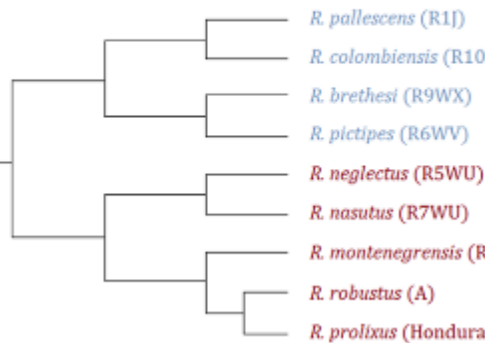 R. pallescens (R1J)
R. colombiensis (R10
R. brethesi (R9WX)
R. pictipes (R6WV)
R. neglectus (R5WU)
R. nasutus (R7WU)
R. montenegrensis (R
R. robustus (A)
R. prolixus (Hondura